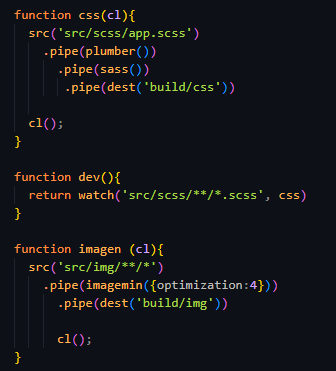 function css(cl){
  src('src/scss/app.scss')
    .pipe(plumber())
      .pipe(sass())
       .pipe(dest('build/css'))

  cl();
}

function dev(){
  return watch('src/scss/**/*.scss', css)
}

function imagen (cl){
  src('src/img/**/*')
    .pipe(imagemin({optimization:4}))
      .pipe(dest('build/img'))

      cl();
}